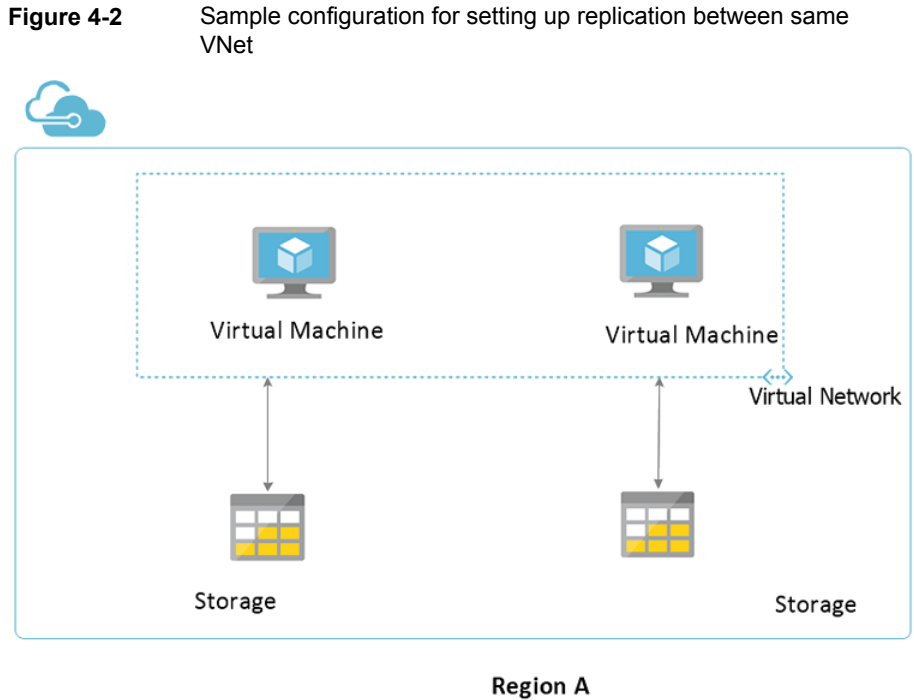 Figure 4-2 Sample configuration for setting up replication between same
VNet
Virtual Machine
Virtual Machine
Virtual Network
Storage
Storage
Region A